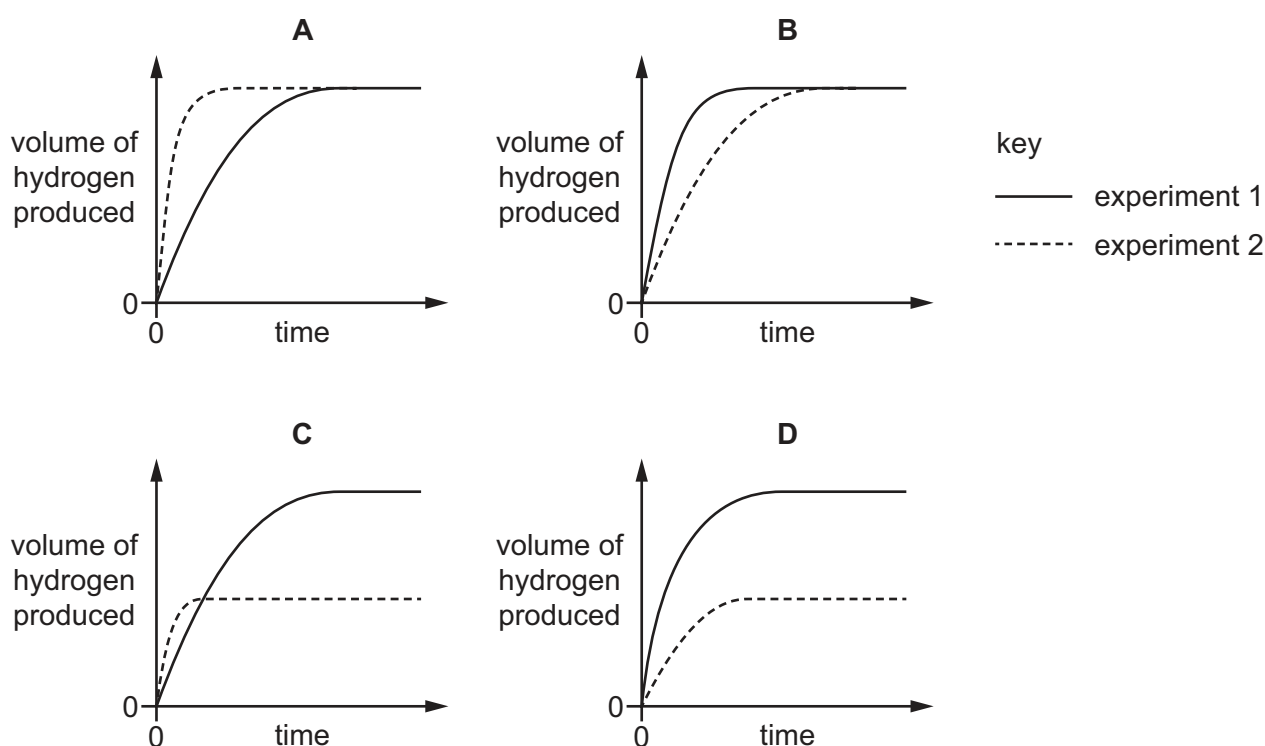 A
volume of
hydrogen
produced
0
0
time
B
volume of
hydrogen
produced
0
0
time
key
experiment 1
experiment 2
C
volume of
hydrogen
produced
0
0
time
D
volume of
hydrogen
produced
0
0
time